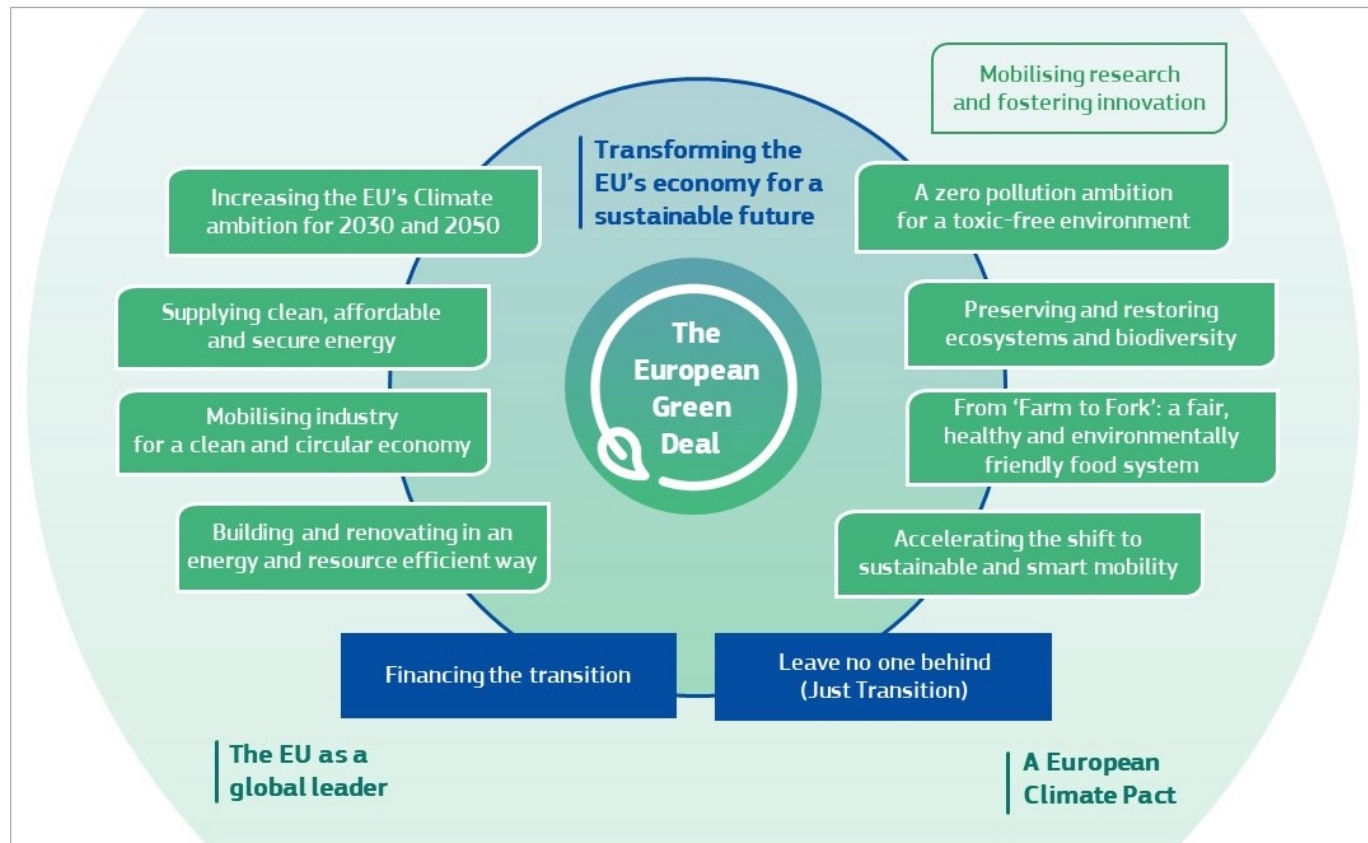 Mobilising research
and fostering innovation
Transforming the
EU's economy for a
sustainable future
Increasing the EU's Climate
ambition for 2030 and 2050
A zero pollution ambition
for a toxic-free environment
Supplying clean, affordable
and secure energy
Preserving and restoring
ecosystems and biodiversity
The
European
Green
Deal
Mobilising industry
for a clean and circular economy
From ‘Farm to Fork’: a fair,
healthy and environmentally
friendly food system
Building and renovating in an
energy and resource efficient way
Accelerating the shift to
sustainable and smart mobility
Financing the transition
Leave no one behind
(Just Transition)
The EU as a
global leader
A European
Climate Pact